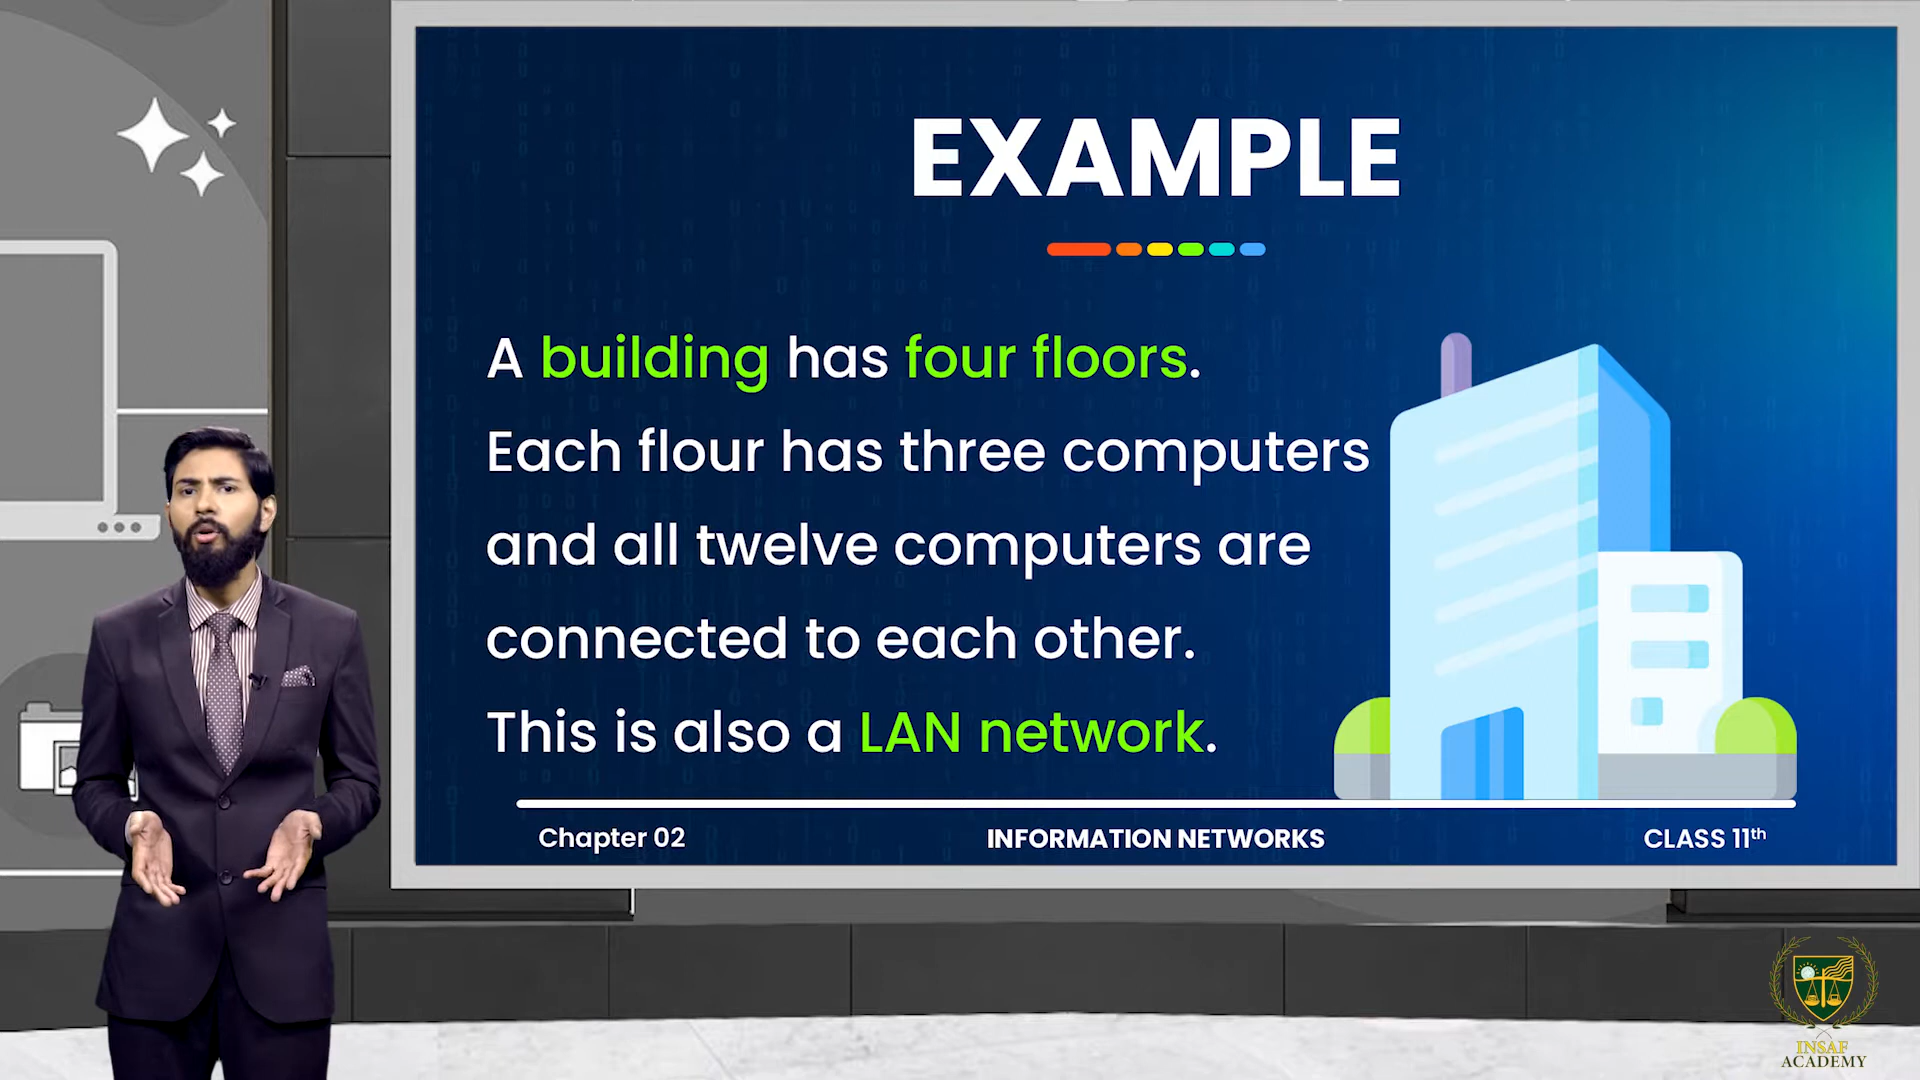 EXAMPLE
A building has four floors.
Each flour has three computers
and all twelve computers are
connected to each other.
This is also a LAN network.
Chapter 02
INFORMATION NETWORKS
CLASS 11th
INSAF
ACADEMY